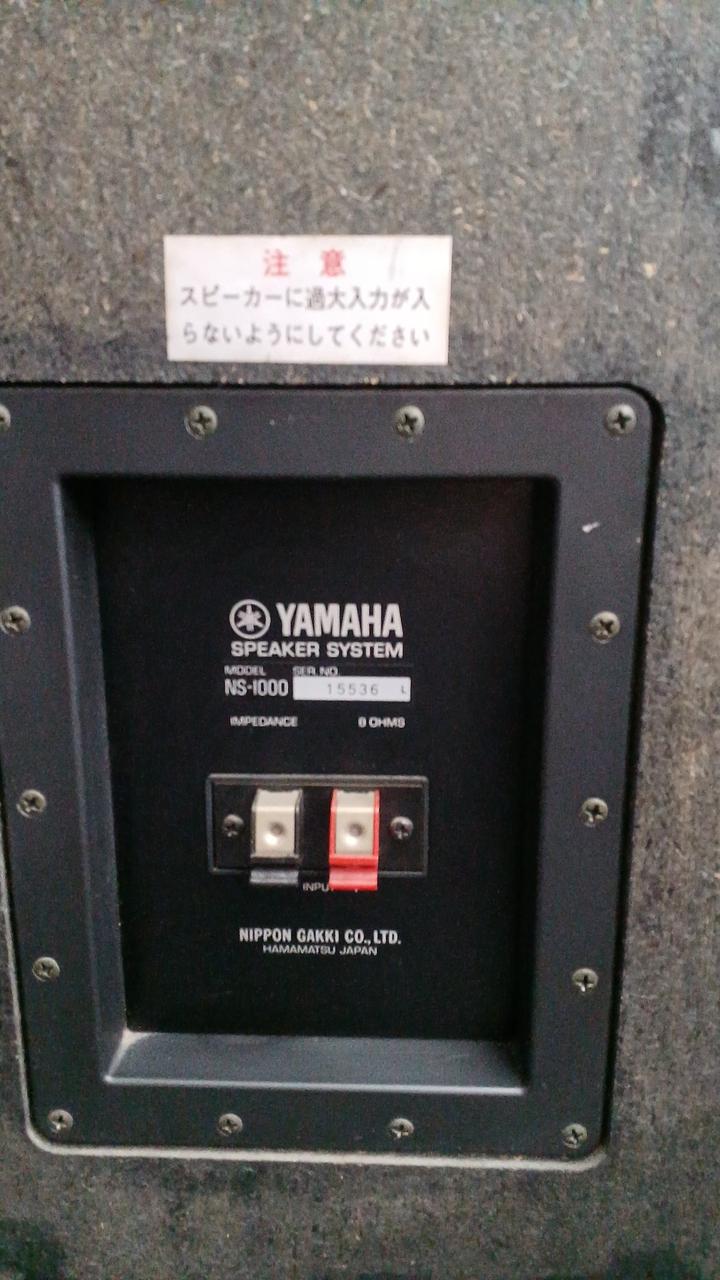 注意
スピーカーに過大入力が入
らないようにしてください
YAMAHA
SPEAKER SYSTEM
MODEL SER. NO.
NS-1000 15536 L
IMPEDANCE 8 OHMS
INPUT
NIPPON GAKKI CO., LTD.
HAMAMATSU JAPAN